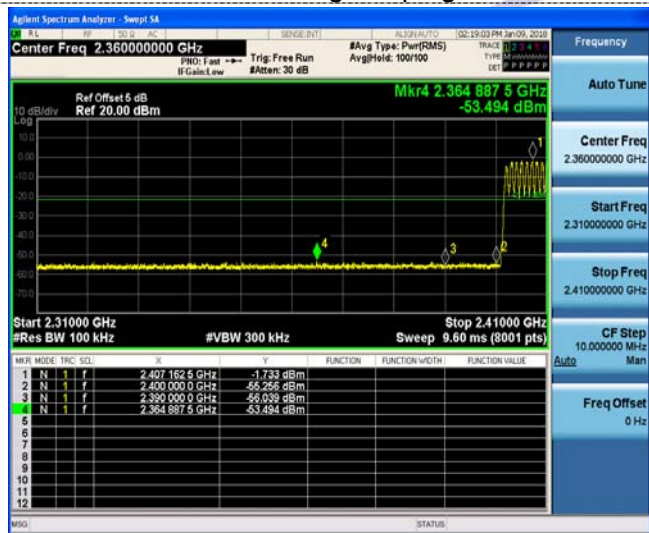 Agilent Spectrum Analyzer - Swept SA
RL RF 50 Ω AC SENSE:INT ALIGNAUTO 02:19:03 PM Jan 09, 2018
Center Freq 2.360000000 GHz #Avg Type: Pwr(RMS) TRACE 1 2 3 4 5 6
PNO: Fast Trig: Free Run Avg|Hold: 100/100 TYPE
IFGain:Low #Atten: 30 dB DET P P P P P P
Frequency
Mkr4 2.364 887 5 GHz
-53.494 dBm
Ref Offset 5 dB
10 dB/div Ref 20.00 dBm
Log
10.0
0.00
-10.0
-20.0
-30.0
-40.0
-50.0
-60.0
-70.0
1
4
3
2
Start 2.31000 GHz Stop 2.41000 GHz
#Res BW 100 kHz #VBW 300 kHz Sweep 9.60 ms (8001 pts)
MKR MODE TRC SCL X Y FUNCTION FUNCTION WIDTH FUNCTION VALUE
1 N 1 f 2.407 162 5 GHz -1.733 dBm
2 N 1 f 2.400 000 0 GHz -55.256 dBm
3 N 1 f 2.390 000 0 GHz -56.039 dBm
4 N 1 f 2.364 887 5 GHz -53.494 dBm
5
6
7
8
9
10
11
12
MSG STATUS
Auto Tune
Center Freq
2.360000000 GHz
Start Freq
2.310000000 GHz
Stop Freq
2.410000000 GHz
CF Step
10.000000 MHz
Auto Man
Freq Offset
0 Hz